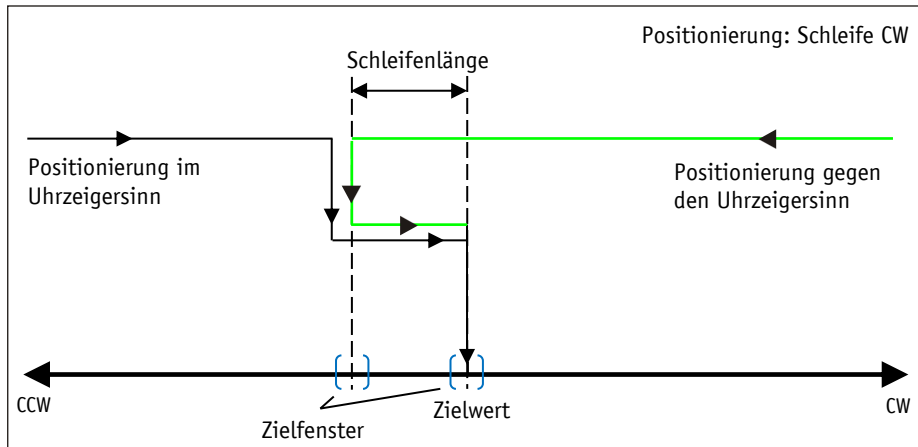 Positionierung: Schleife CW
Schleifenlänge
Positionierung im
Uhrzeigersinn
Positionierung gegen
den Uhrzeigersinn
CCW
Zielfenster
Zielwert
CW